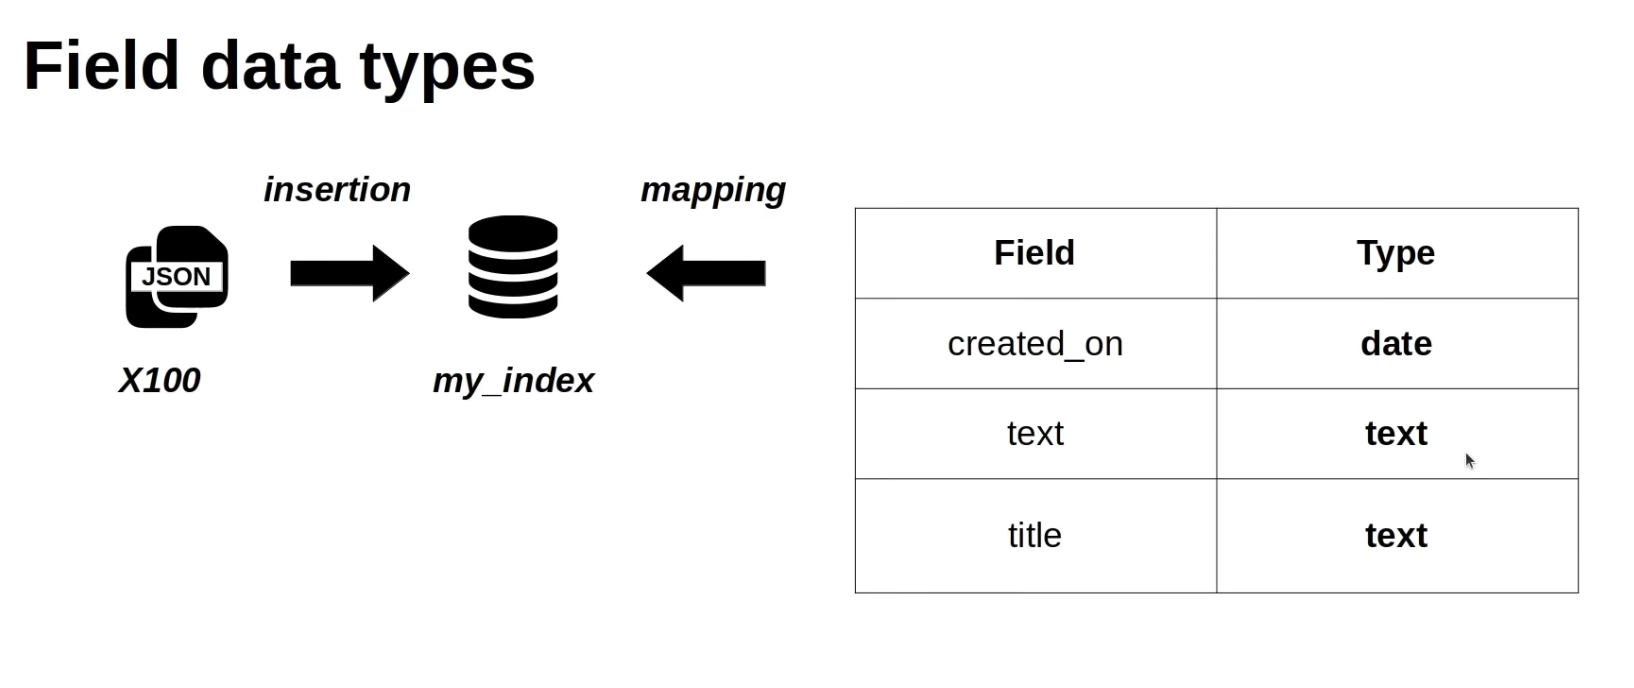 Field data types
insertion
mapping
JSON
X100
my_index
Field Type
created_on date
text text
title text